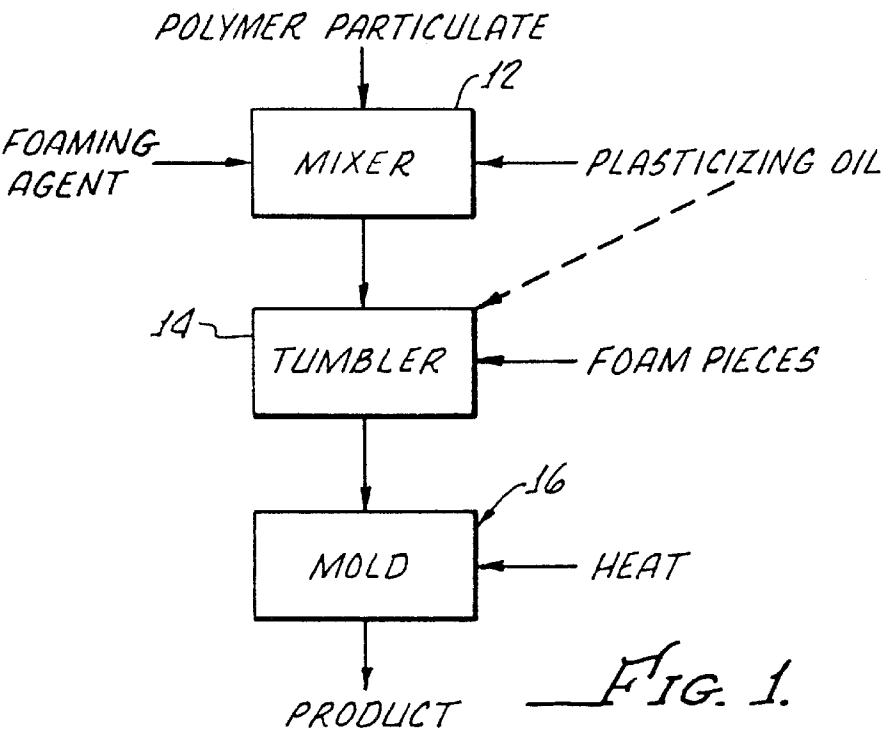 POLYMER PARTICULATE
12
FOAMING
AGENT
MIXER
PLASTICIZING OIL
14
TUMBLER
FOAM PIECES
16
MOLD
HEAT
PRODUCT
FIG. 1.